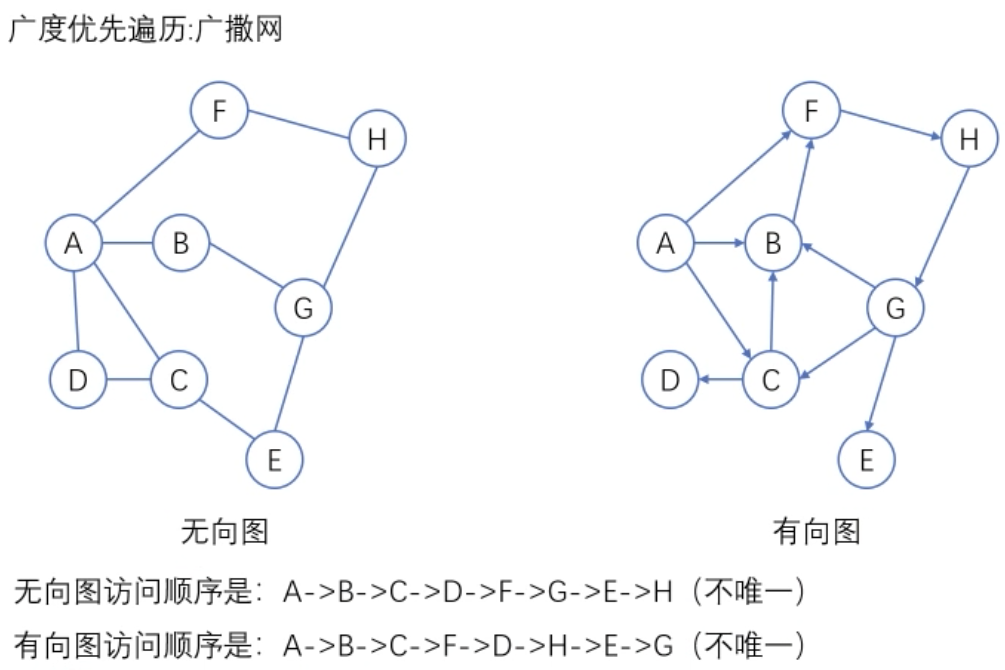 广度优先遍历:广撒网
F
H
A
B
G
D
C
E
无向图
F
H
A
B
G
D
C
E
有向图
无向图访问顺序是：A->B->C->D->F->G->E->H（不唯一）
有向图访问顺序是：A->B->C->F->D->H->E->G（不唯一）